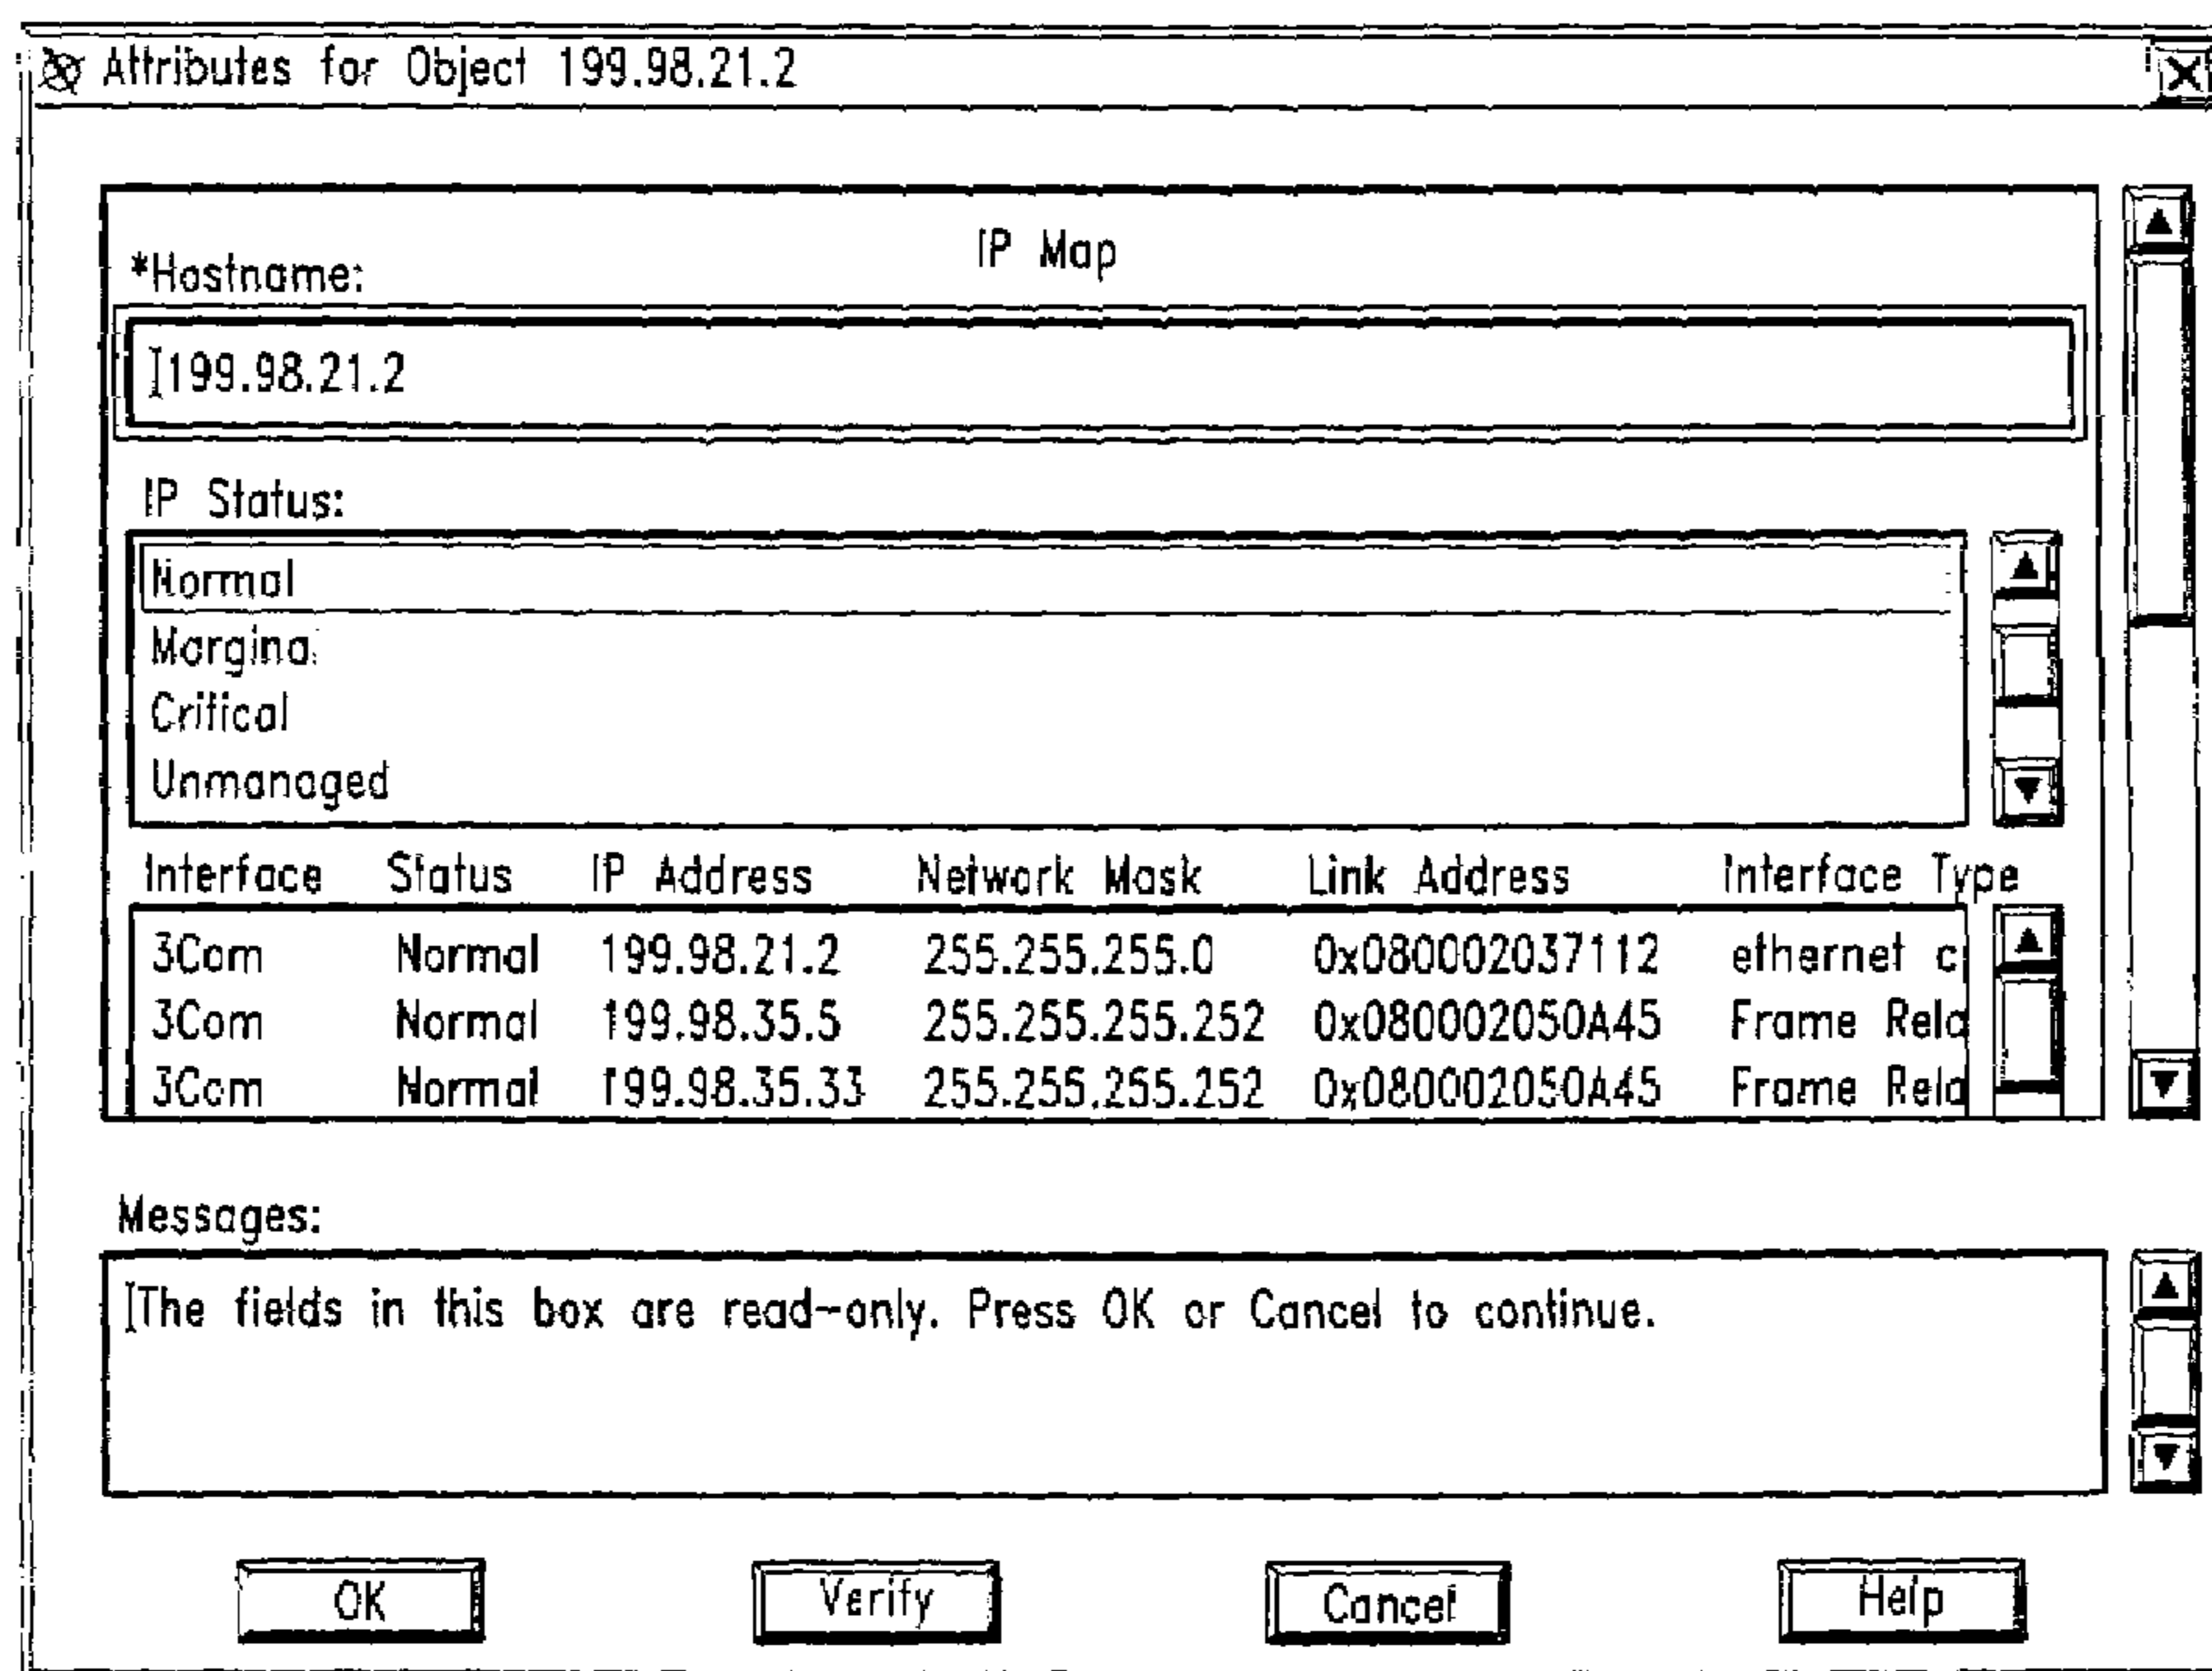 Attributes for Object 199.98.21.2
IP Map
*Hostname:
199.98.21.2
IP Status:
Normal
Marginal
Critical
Unmanaged
Interface Status IP Address Network Mask Link Address Interface Type
3Com Normal 199.98.21.2 255.255.255.0 0x080002037112 ethernet c
3Com Normal 199.98.35.5 255.255.255.252 0x080002050A45 Frame Rela
3Com Normal 199.98.35.33 255.255.255.252 0x080002050A45 Frame Rela
Messages:
The fields in this box are read-only. Press OK or Cancel to continue.
OK Verify Cancel Help